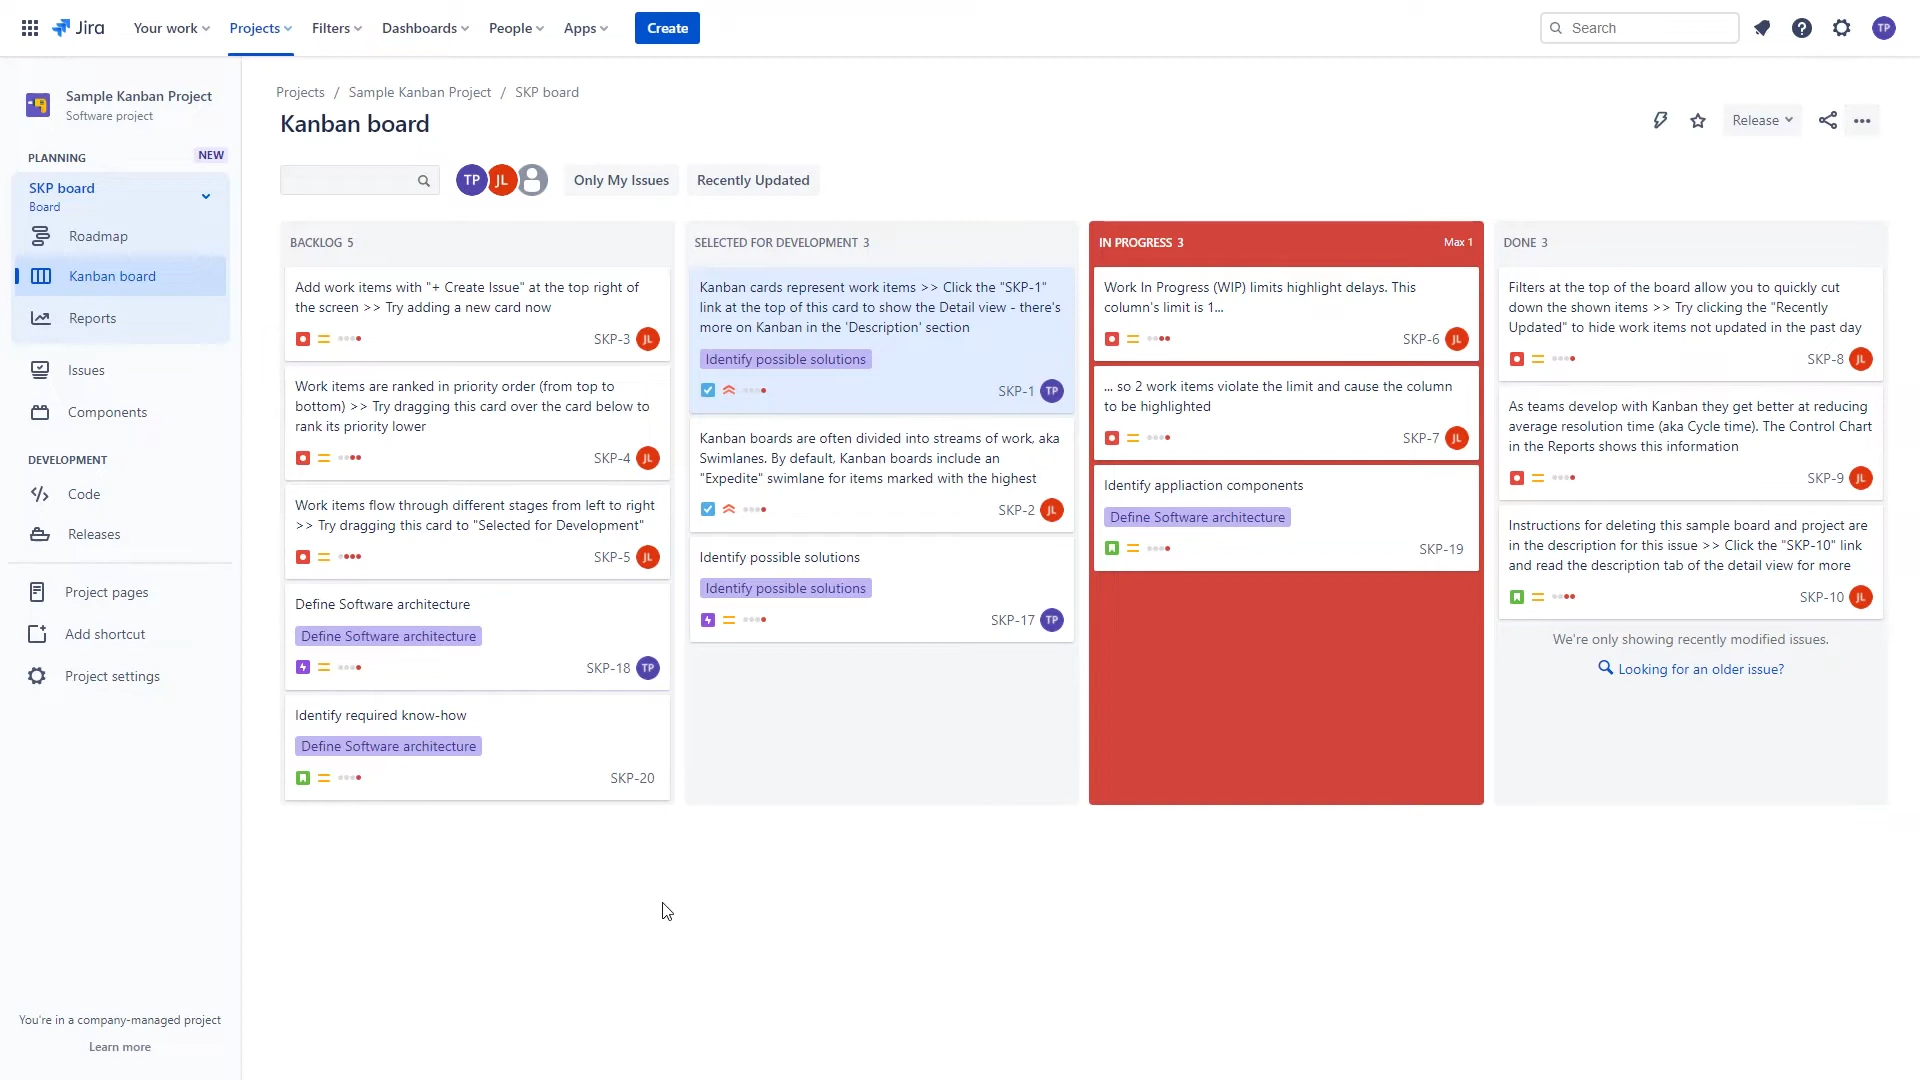 Jira
Your work
Projects
Filters
Dashboards
People
Apps
Create
Search
TP
Sample Kanban Project
Software project
PLANNING
NEW
SKP board
Board
Roadmap
Kanban board
Reports
Issues
Components
DEVELOPMENT
Code
Releases
Project pages
Add shortcut
Project settings
You're in a company-managed project
Learn more
Projects / Sample Kanban Project / SKP board
Kanban board
Release
TP
JL
Only My Issues
Recently Updated
BACKLOG 5
Add work items with "+ Create Issue" at the top right of
the screen >> Try adding a new card now
SKP-3
JL
Work items are ranked in priority order (from top to
bottom) >> Try dragging this card over the card below to
rank its priority lower
SKP-4
JL
Work items flow through different stages from left to right
>> Try dragging this card to "Selected for Development"
SKP-5
JL
Define Software architecture
Define Software architecture
SKP-18
TP
Identify required know-how
Define Software architecture
SKP-20
SELECTED FOR DEVELOPMENT 3
Kanban cards represent work items >> Click the "SKP-1"
link at the top of this card to show the Detail view - there's
more on Kanban in the 'Description' section
Identify possible solutions
SKP-1
TP
Kanban boards are often divided into streams of work, aka
Swimlanes. By default, Kanban boards include an
"Expedite" swimlane for items marked with the highest
SKP-2
JL
Identify possible solutions
Identify possible solutions
SKP-17
TP
IN PROGRESS 3
Max 1
Work In Progress (WIP) limits highlight delays. This
column's limit is 1...
SKP-6
JL
... so 2 work items violate the limit and cause the column
to be highlighted
SKP-7
JL
Identify appliaction components
Define Software architecture
SKP-19
DONE 3
Filters at the top of the board allow you to quickly cut
down the shown items >> Try clicking the "Recently
Updated" to hide work items not updated in the past day
SKP-8
JL
As teams develop with Kanban they get better at reducing
average resolution time (aka Cycle time). The Control Chart
in the Reports shows this information
SKP-9
JL
Instructions for deleting this sample board and project are
in the description for this issue >> Click the "SKP-10" link
and read the description tab of the detail view for more
SKP-10
JL
We're only showing recently modified issues.
Looking for an older issue?